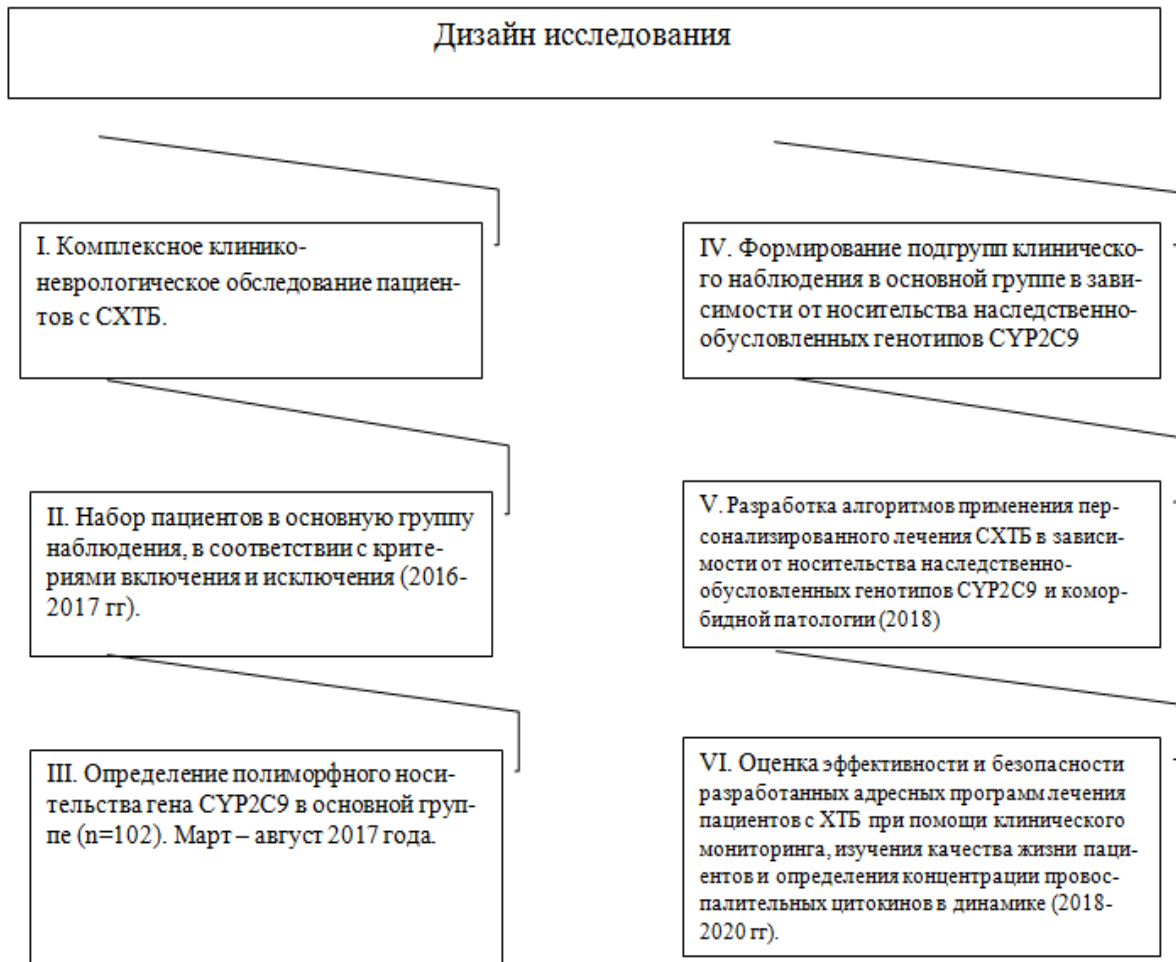 Дизайн исследования
I. Комплексное клинико-
неврологическое обследование пациен-
тов с СХТБ.
II. Набор пациентов в основную группу
наблюдения, в соответствии с крите-
риями включения и исключения (2016-
2017 гг).
III. Определение полиморфного носи-
тельства гена CYP2C9 в основной груп-
пе (n=102). Март – август 2017 года.
IV. Формирование подгрупп клиническо-
го наблюдения в основной группе в зави-
симости от носительства наследственно-
обусловленных генотипов CYP2C9
V. Разработка алгоритмов применения пер-
сонализированного лечения СХТБ в зависи-
мости от носительства наследственно-
обусловленных генотипов CYP2C9 и комор-
бидной патологии (2018)
VI. Оценка эффективности и безопасности
разработанных адресных программ лечения
пациентов с ХТБ при помощи клинического
мониторинга, изучения качества жизни паци-
ентов и определения концентрации провос-
палительных цитокинов в динамике (2018-
2020 гг).